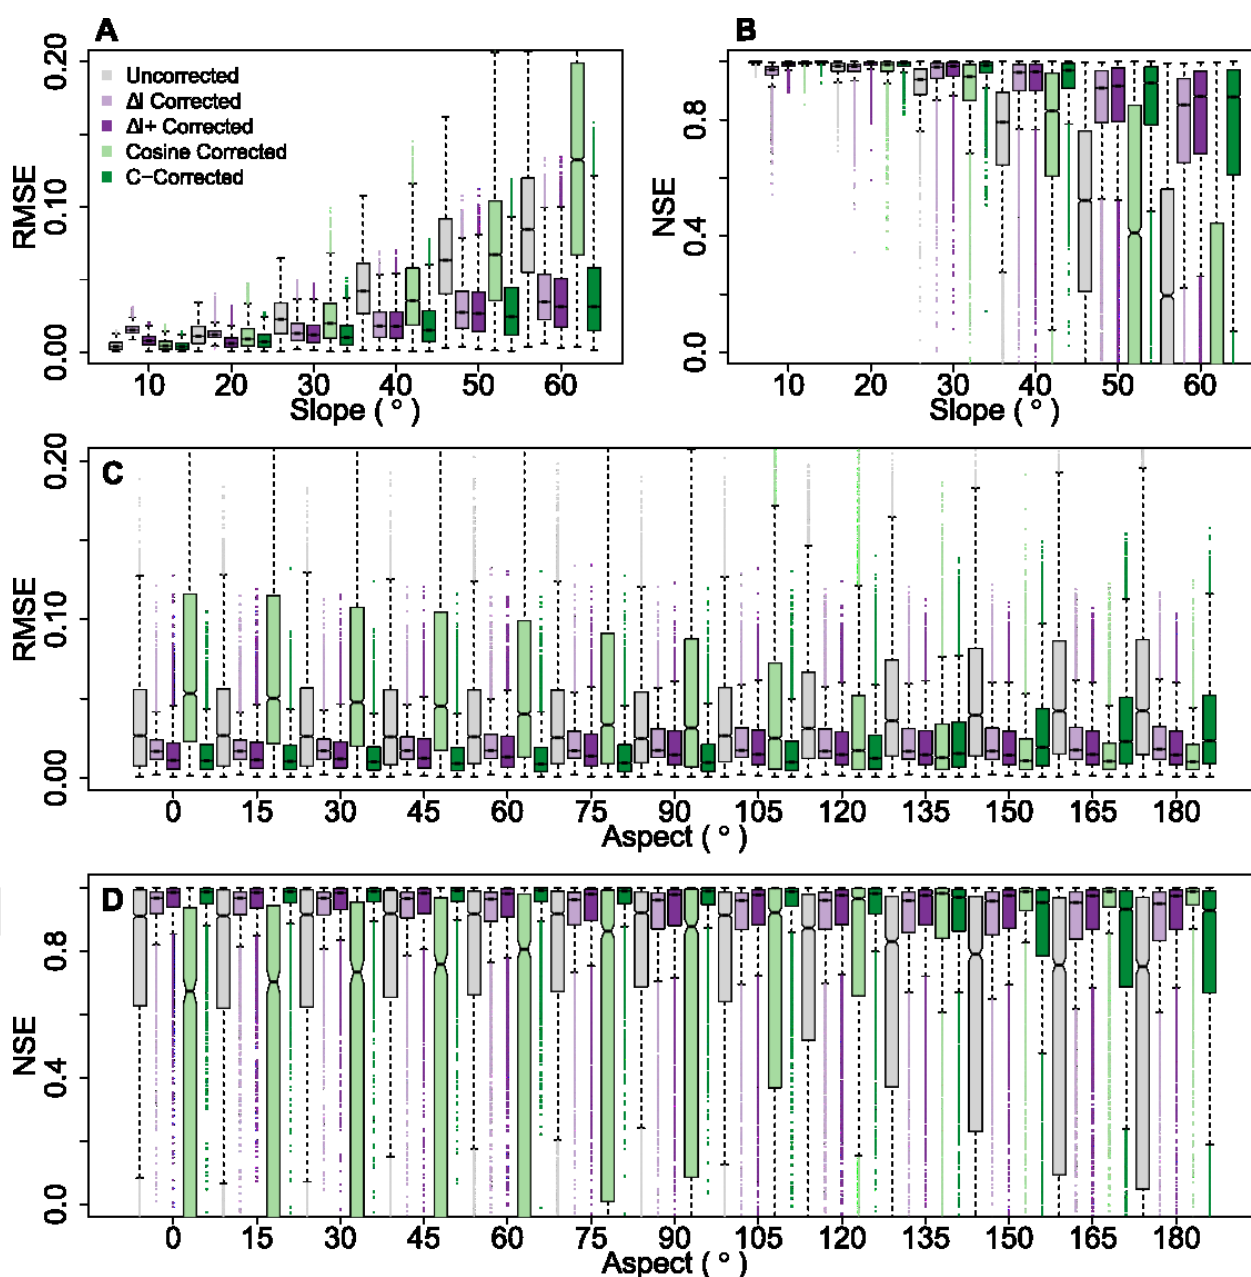 A
RMSE
0.20
0.10
0.00
Uncorrected
ΔI Corrected
ΔI+ Corrected
Cosine Corrected
C-Corrected
10 20 30 40 50 60
Slope ( ° )
B
NSE
0.8
0.4
0.0
10 20 30 40 50 60
Slope ( ° )
C
RMSE
0.20
0.10
0.00
0 15 30 45 60 75 90 105 120 135 150 165 180
Aspect ( ° )
D
NSE
0.8
0.4
0.0
0 15 30 45 60 75 90 105 120 135 150 165 180
Aspect ( ° )